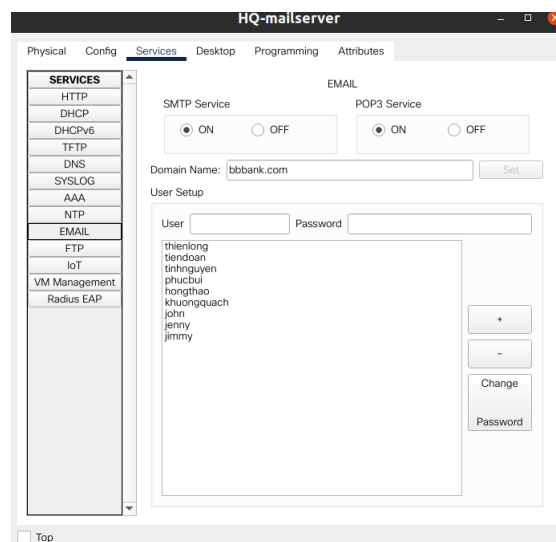 HQ-mailserver
Physical Config Services Desktop Programming Attributes
SERVICES
HTTP
DHCP
DHCPv6
TFTP
DNS
SYSLOG
AAA
NTP
EMAIL
FTP
IoT
VM Management
Radius EAP
EMAIL
SMTP Service POP3 Service
ON OFF ON OFF
Domain Name: bbbank.com Set
User Setup
User Password
thienlong
tiendoan
tinhnguyen
phucbui
hongthao
khuongquach
john
jenny
jimmy
+
-
Change
Password
Top